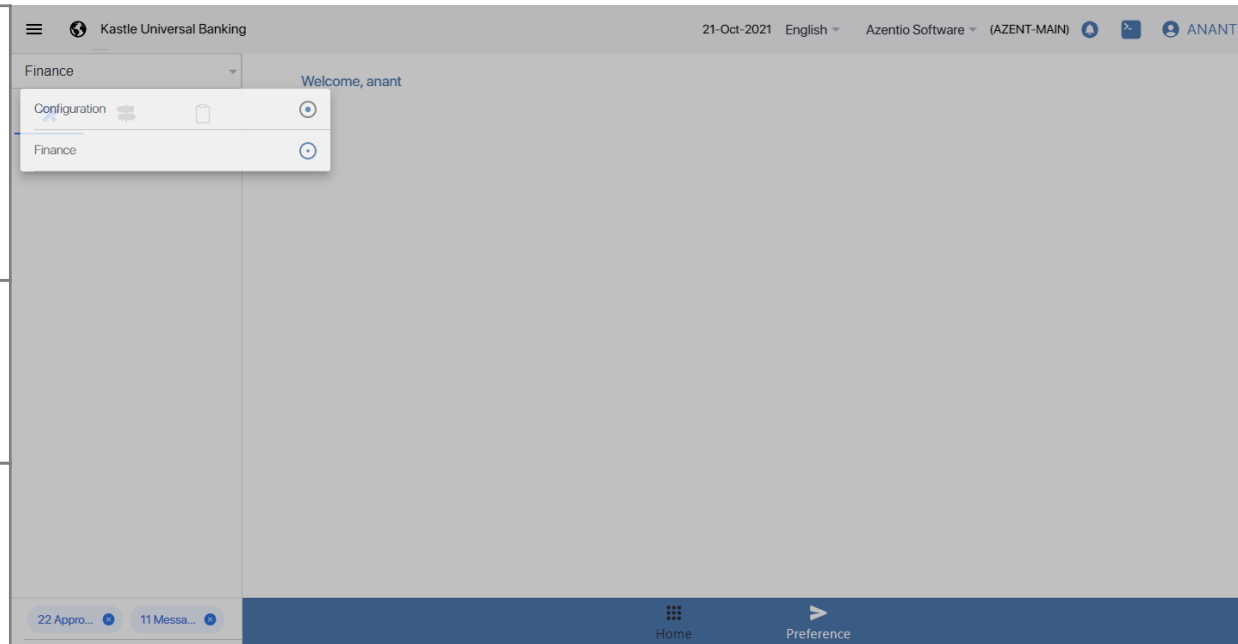 Kastle Universal Banking
21-Oct-2021 English Azentio Software (AZENT-MAIN) ANANT
Finance
Welcome, anant
Configuration
Finance
22 Appro... 11 Messa...
Home Preference